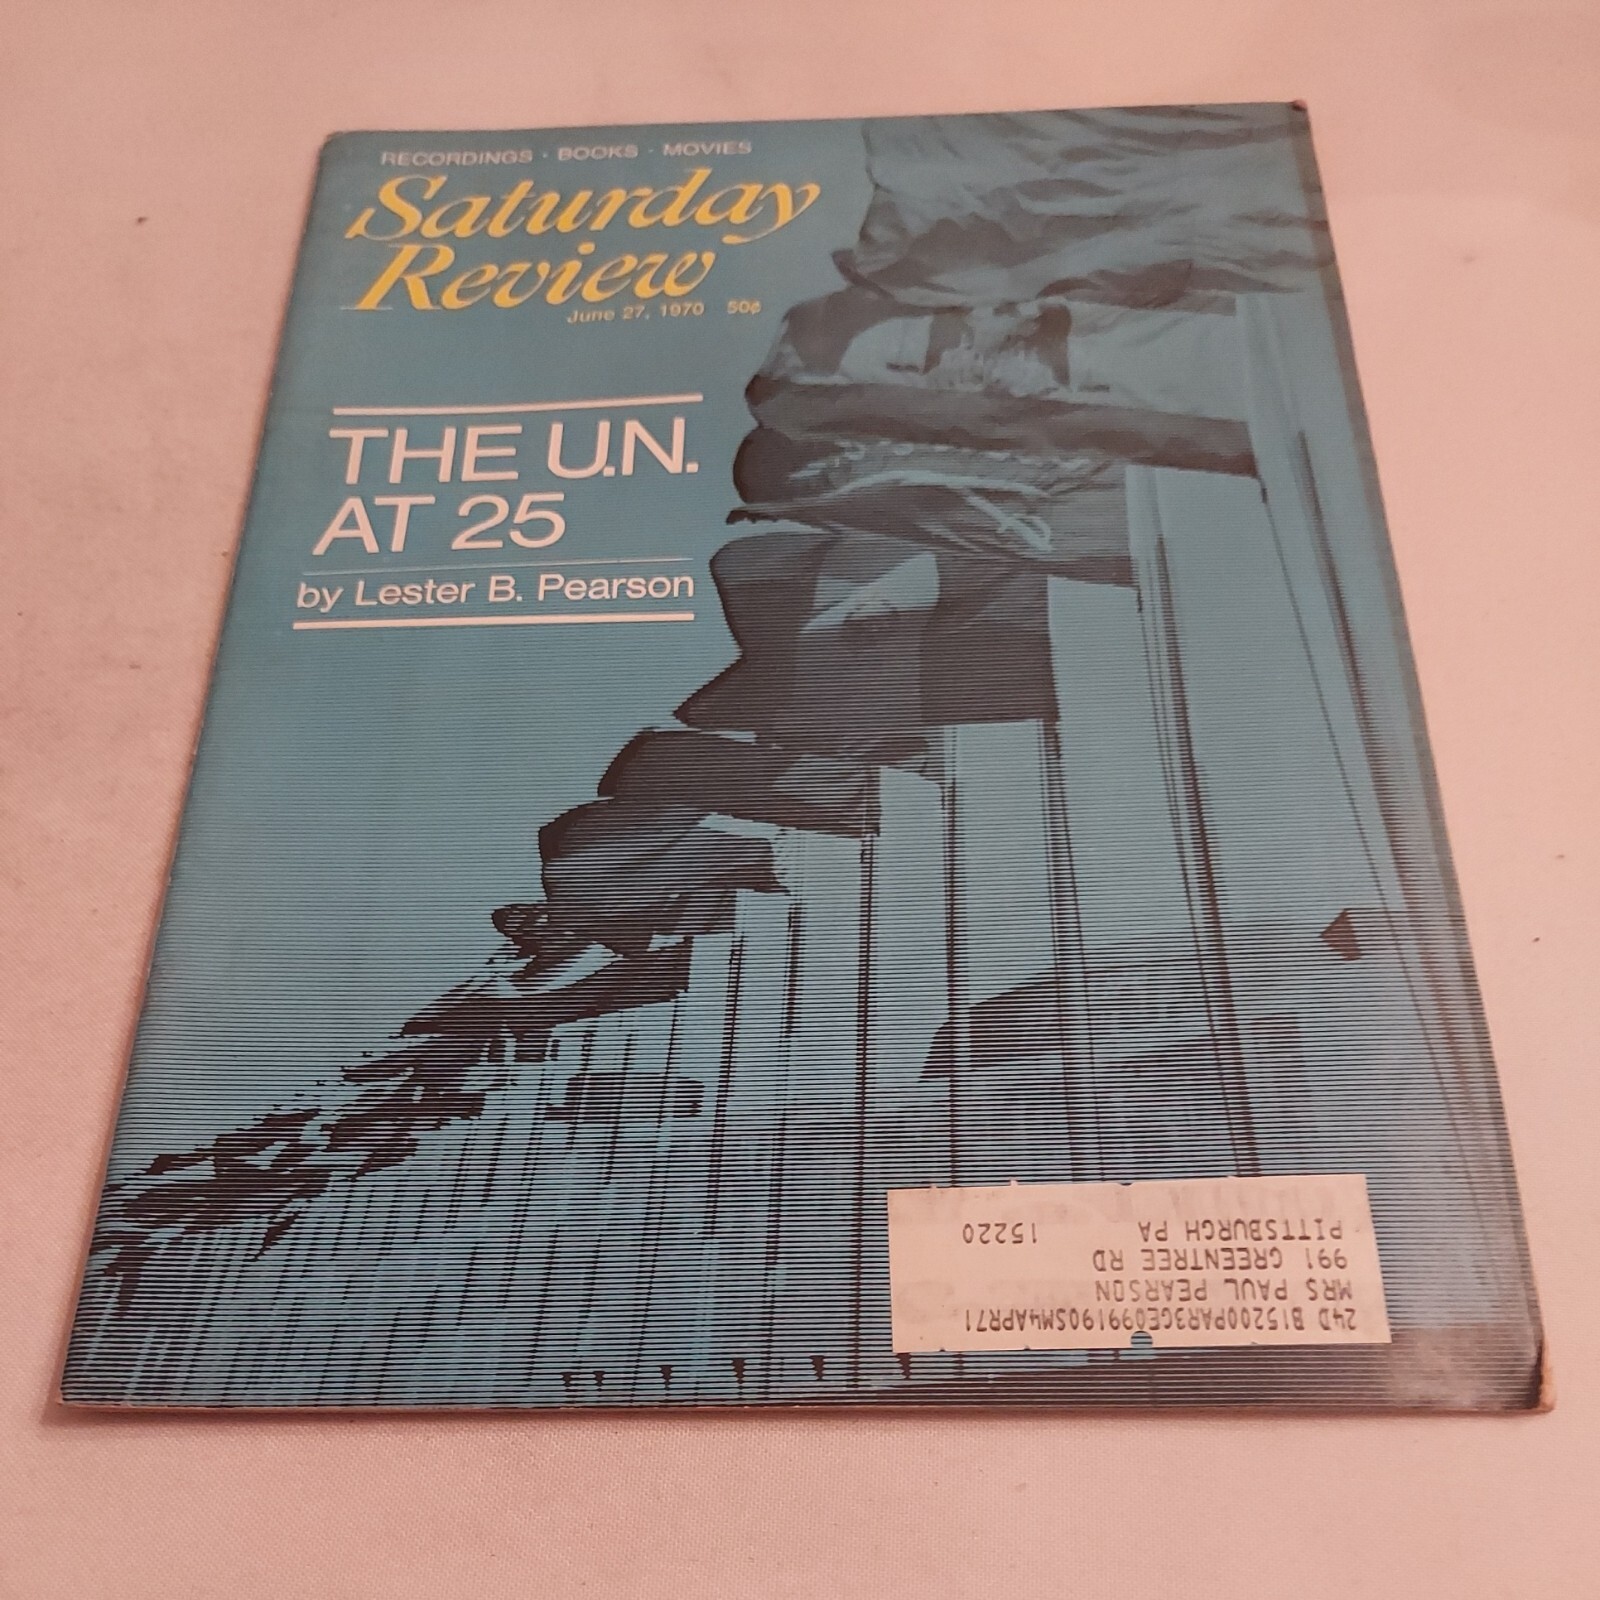 RECORDINGS · BOOKS · MOVIES
Saturday
Review
June 27, 1970 50¢
THE U.N.
AT 25
by Lester B. Pearson
24D B15200PAR3GE099190SM4APR71
MRS PAUL PEARSON
991 GREENTREE RD
PITTSBURGH PA 15220